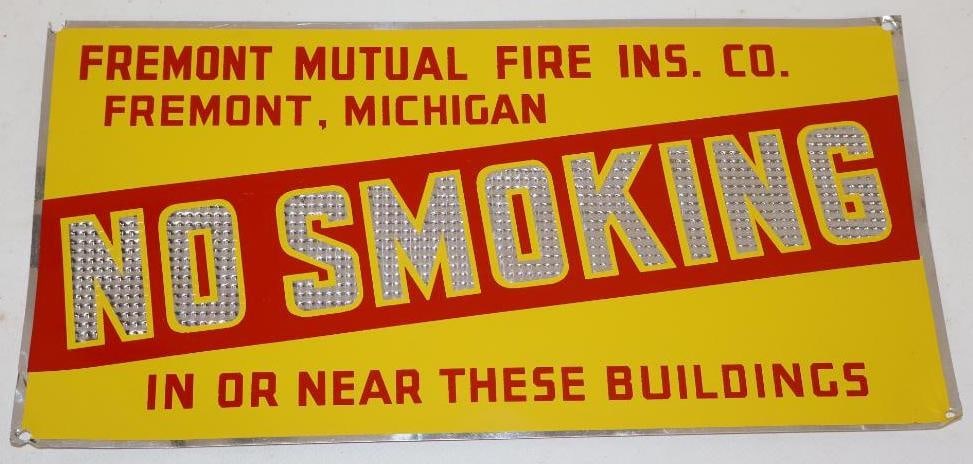 FREMONT MUTUAL FIRE INS. CO.
FREMONT, MICHIGAN
NO SMOKING
IN OR NEAR THESE BUILDINGS